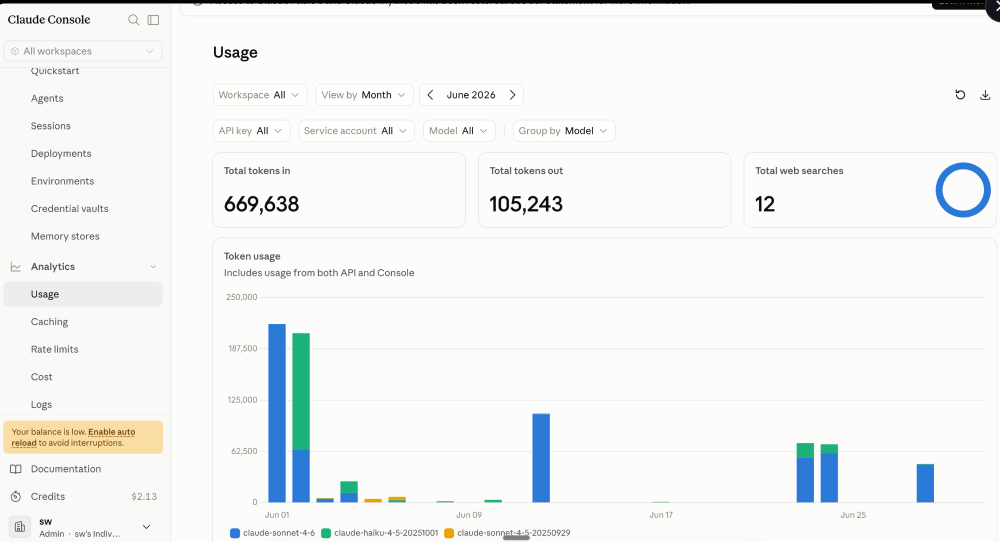 Claude Console
All workspaces
Quickstart
Agents
Sessions
Deployments
Environments
Credential vaults
Memory stores
Analytics
Usage
Caching
Rate limits
Cost
Logs
Your balance is low. Enable auto
reload to avoid interruptions.
Documentation
Credits $2.13
sw
Admin · sw's Indiv...
Usage
Workspace All
View by Month
June 2026
API key All
Service account All
Model All
Group by Model
Total tokens in
669,638
Total tokens out
105,243
Total web searches
12
Token usage
Includes usage from both API and Console
250,000
187,500
125,000
62,500
0
Jun 01 Jun 09 Jun 17 Jun 25
claude-sonnet-4-6 claude-haiku-4-5-20251001 claude-sonnet-4-5-20250929